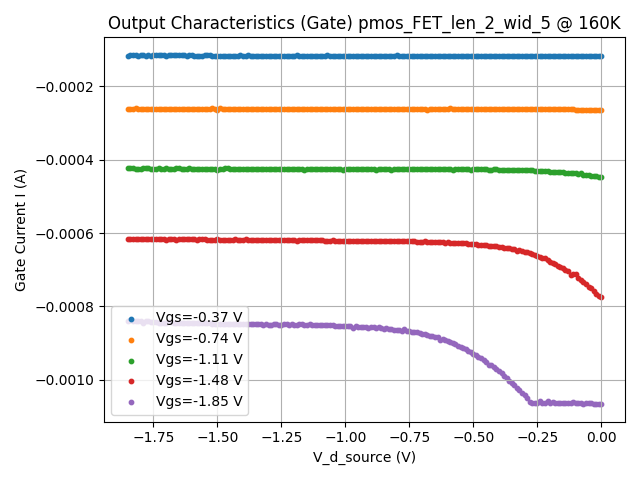 Output Characteristics (Gate) pmos_FET_len_2_wid_5 @ 160K
Gate Current I (A)
−0.0002
−0.0004
−0.0006
−0.0008
−0.0010
Vgs=-0.37 V
Vgs=-0.74 V
Vgs=-1.11 V
Vgs=-1.48 V
Vgs=-1.85 V
−1.75 −1.50 −1.25 −1.00 −0.75 −0.50 −0.25 0.00
V_d_source (V)